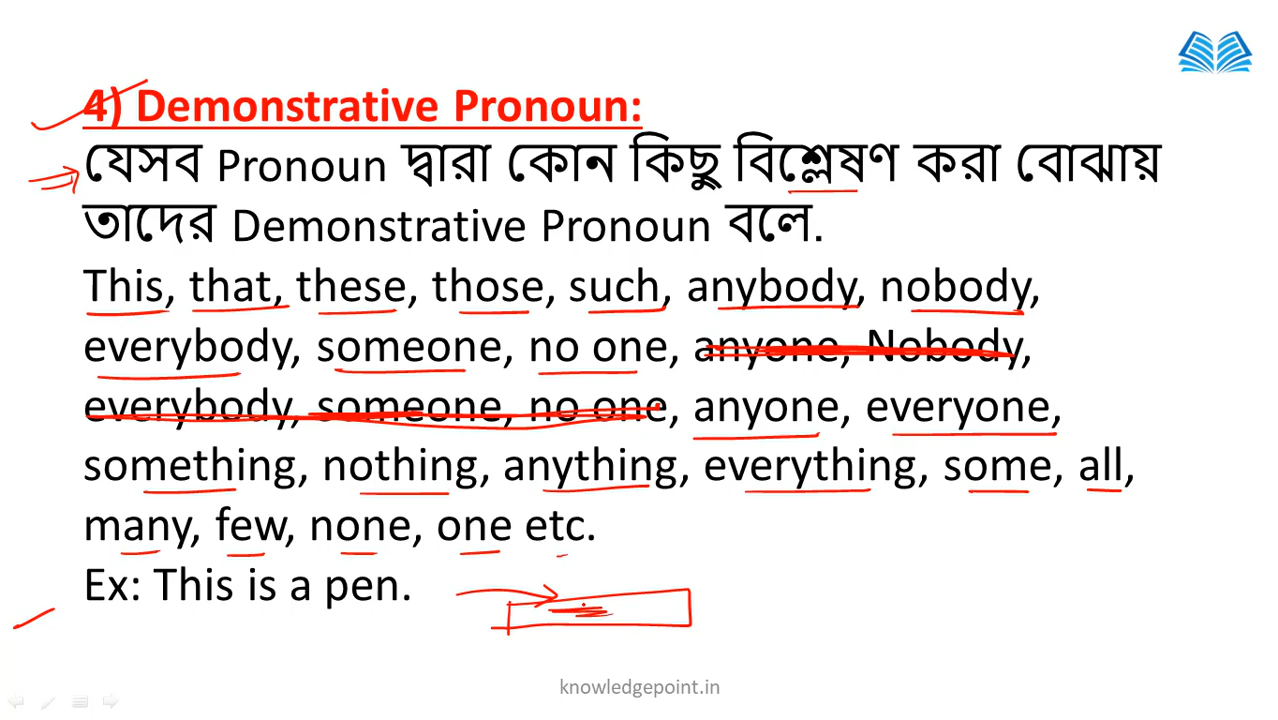 4) Demonstrative Pronoun:
যেসব Pronoun দ্বারা কোন কিছু বিশ্লেষণ করা বোঝায়
তাদের Demonstrative Pronoun বলে.
This, that, these, those, such, anybody, nobody,
everybody, someone, no one, anyone, Nobody,
everybody, someone, no one, anyone, everyone,
something, nothing, anything, everything, some, all,
many, few, none, one etc.
Ex: This is a pen.
knowledgepoint.in